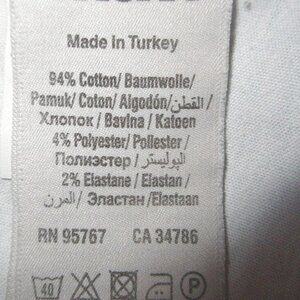 Made in Turkey
94% Cotton/ Baumwolle/
Pamuk/ Coton/ Algodón/ القطن/
Хлопок / Bavlna / Katoen
4% Polyester/ Poliester/
Полиэстер/ البوليستر/
2% Elastane/ Elastan/
المرن/ Эластан/Elastaan
RN 95767 CA 34786
40